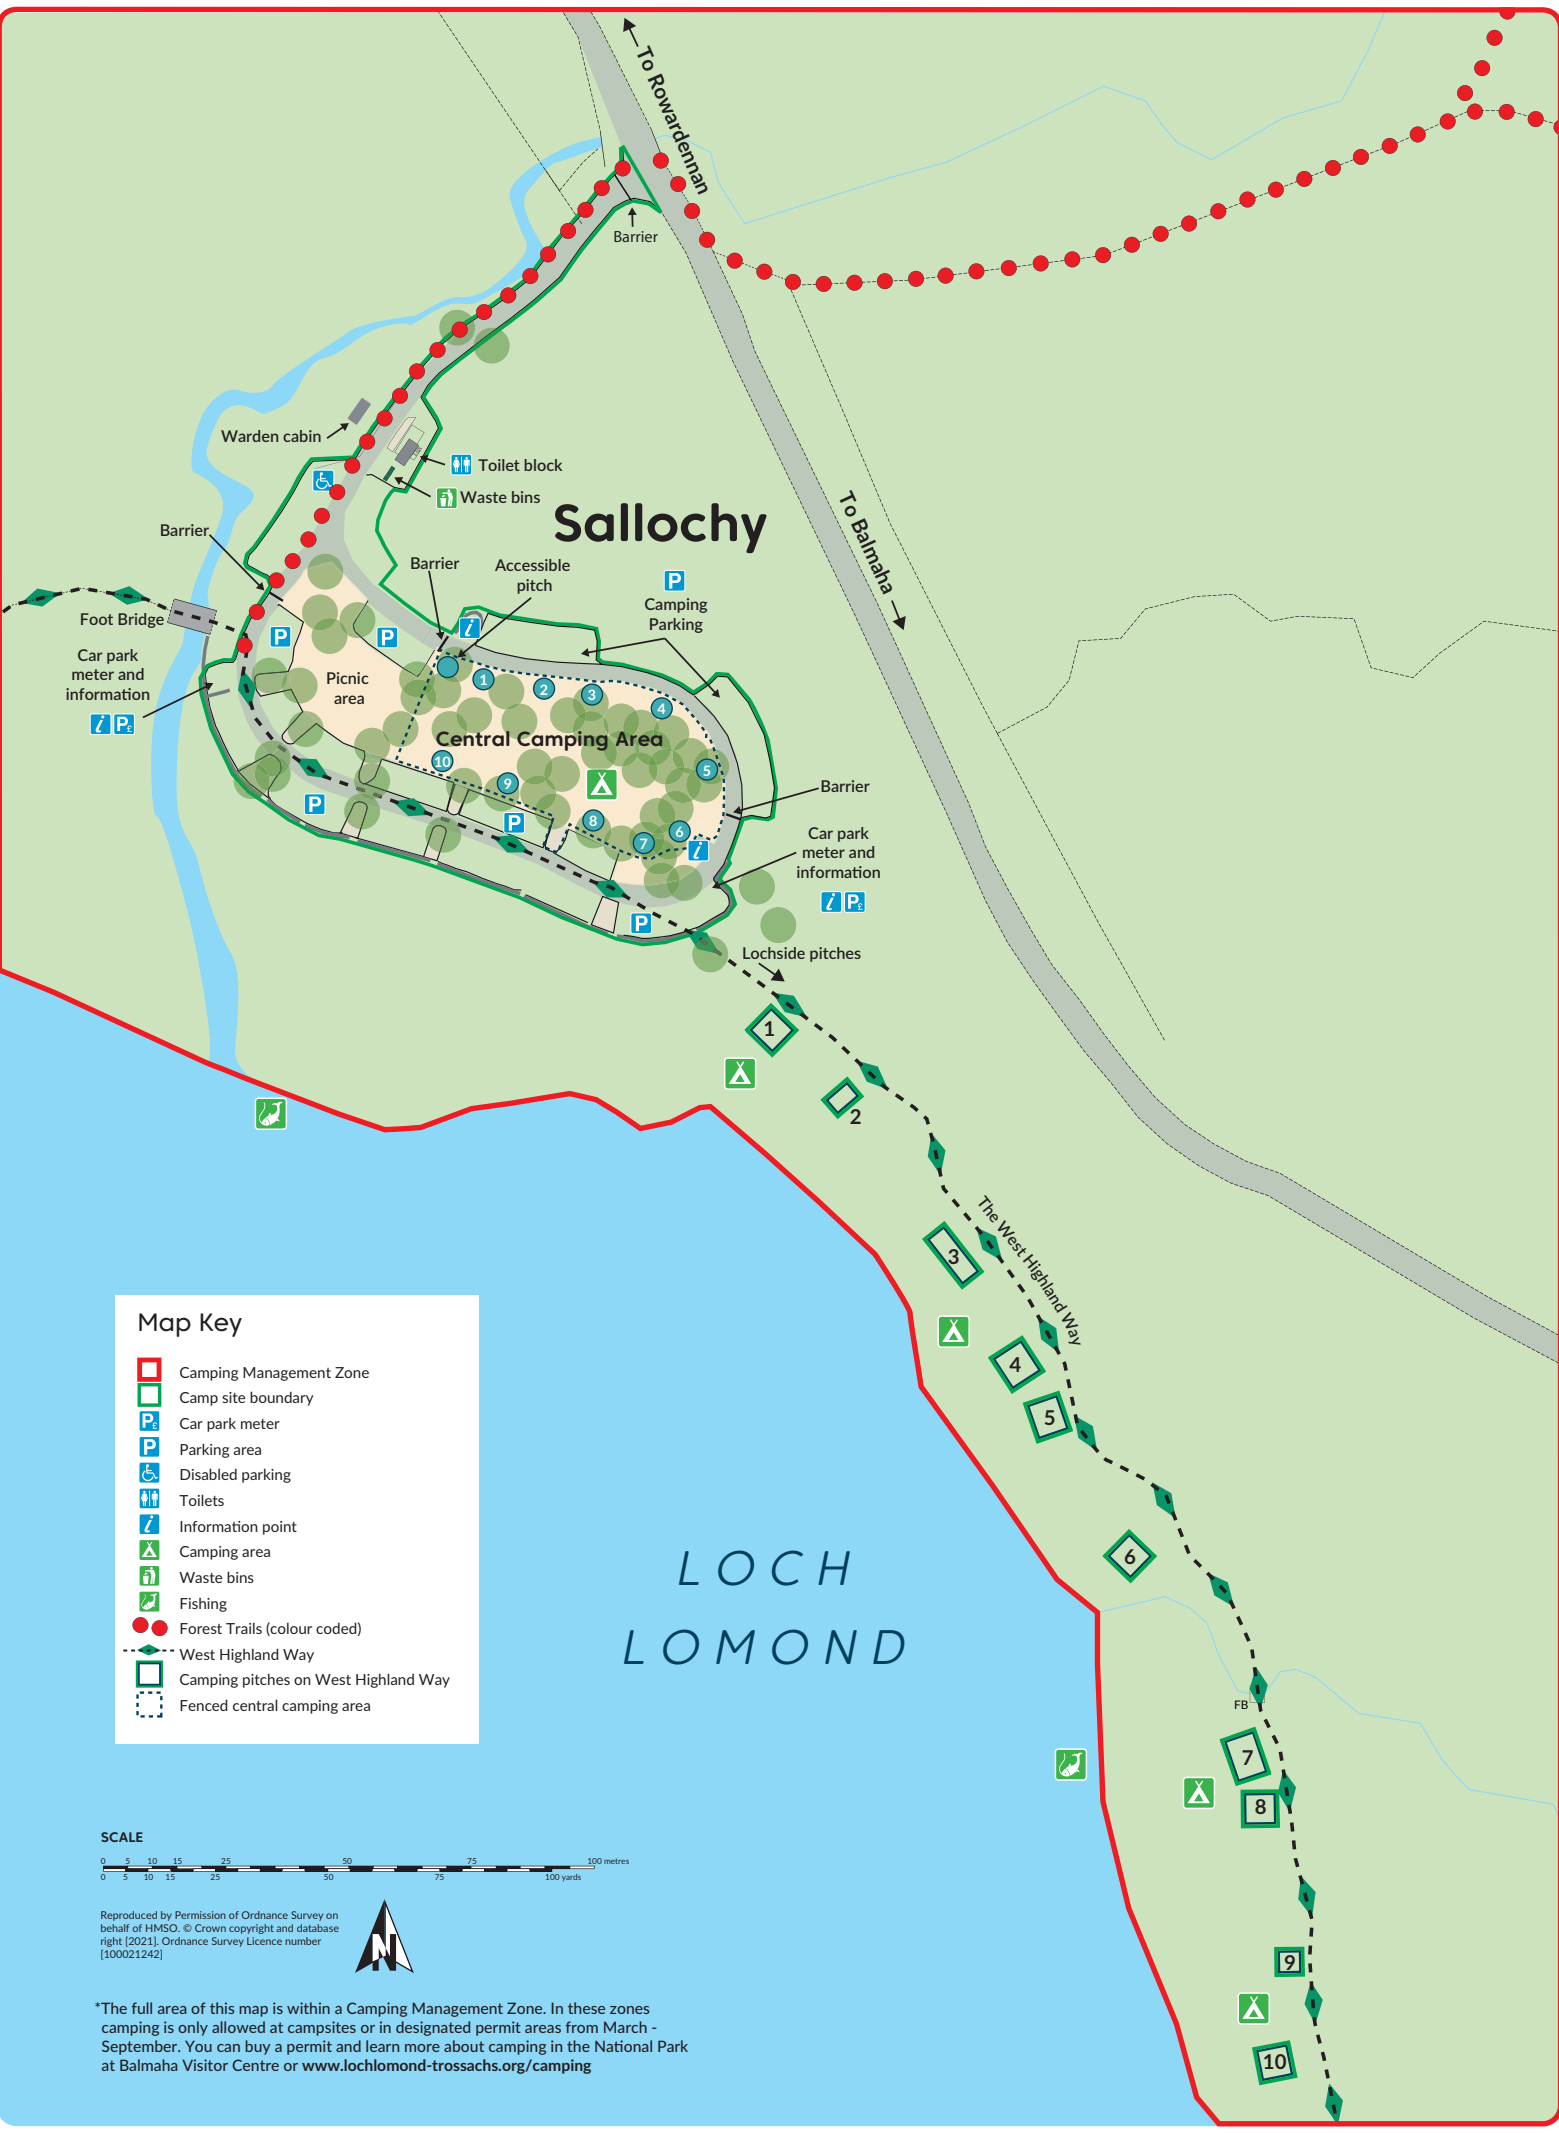 To Rowardennan
Barrier
Warden cabin
Toilet block
Waste bins
Sallochy
Barrier
Barrier
Accessible
pitch
P
Camping
Parking
To Balmaha
Foot Bridge
P
P
i
Car park
meter and
information
i P£
Picnic
area
1
2
3
4
5
6
7
8
9
10
Central Camping Area
P
P
i
Barrier
Car park
meter and
information
i P£
P
Lochside pitches
1
2
The West Highland Way
3
4
5
6
FB
7
8
9
10
LOCH
LOMOND
Map Key
Camping Management Zone
Camp site boundary
P£ Car park meter
P Parking area
Disabled parking
Toilets
i Information point
Camping area
Waste bins
Fishing
Forest Trails (colour coded)
West Highland Way
Camping pitches on West Highland Way
Fenced central camping area
SCALE
0 5 10 15 25 50 75 100 metres
0 5 10 15 25 50 75 100 yards
Reproduced by Permission of Ordnance Survey on
behalf of HMSO. © Crown copyright and database
right [2021]. Ordnance Survey Licence number
[100021242]
N
*The full area of this map is within a Camping Management Zone. In these zones
camping is only allowed at campsites or in designated permit areas from March -
September. You can buy a permit and learn more about camping in the National Park
at Balmaha Visitor Centre or www.lochlomond-trossachs.org/camping